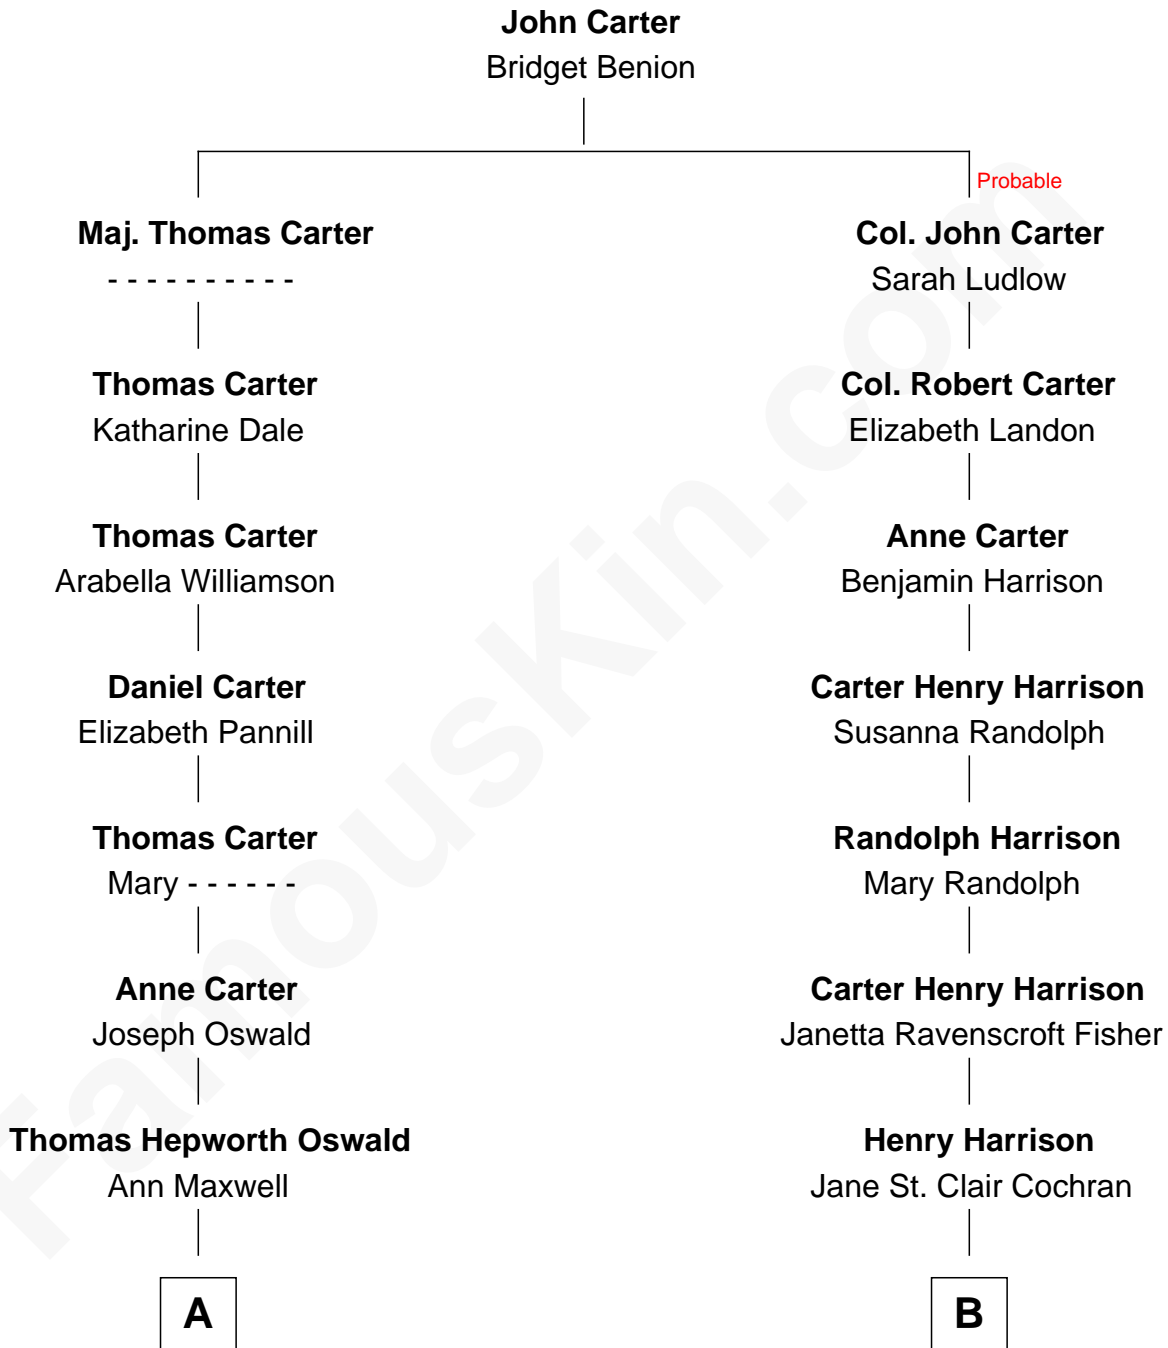 John Carter
Bridget Benion
Probable
Maj. Thomas Carter
- - - - - - - - - -
Thomas Carter
Katharine Dale
Thomas Carter
Arabella Williamson
Daniel Carter
Elizabeth Pannill
Thomas Carter
Mary - - - - - -
Anne Carter
Joseph Oswald
Thomas Hepworth Oswald
Ann Maxwell
A
Col. John Carter
Sarah Ludlow
Col. Robert Carter
Elizabeth Landon
Anne Carter
Benjamin Harrison
Carter Henry Harrison
Susanna Randolph
Randolph Harrison
Mary Randolph
Carter Henry Harrison
Janetta Ravenscroft Fisher
Henry Harrison
Jane St. Clair Cochran
B
FamousKin.com